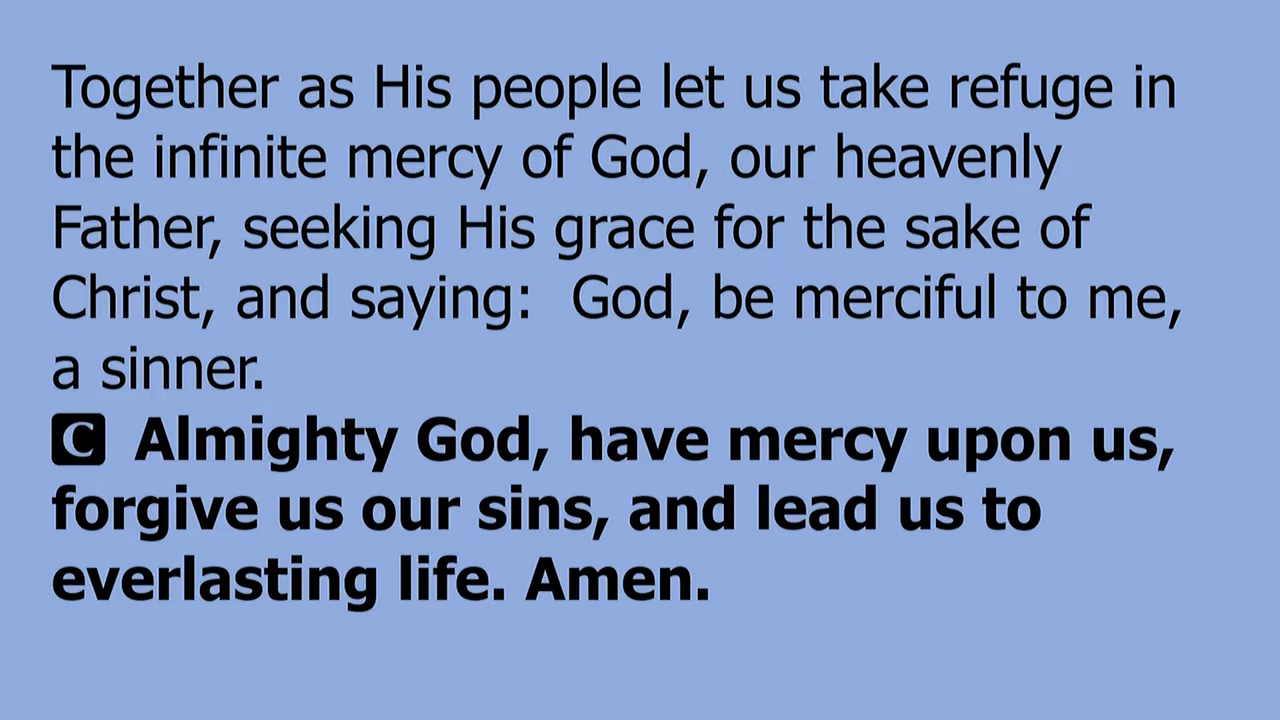 Together as His people let us take refuge in
the infinite mercy of God, our heavenly
Father, seeking His grace for the sake of
Christ, and saying:  God, be merciful to me,
a sinner.
C Almighty God, have mercy upon us,
forgive us our sins, and lead us to
everlasting life. Amen.